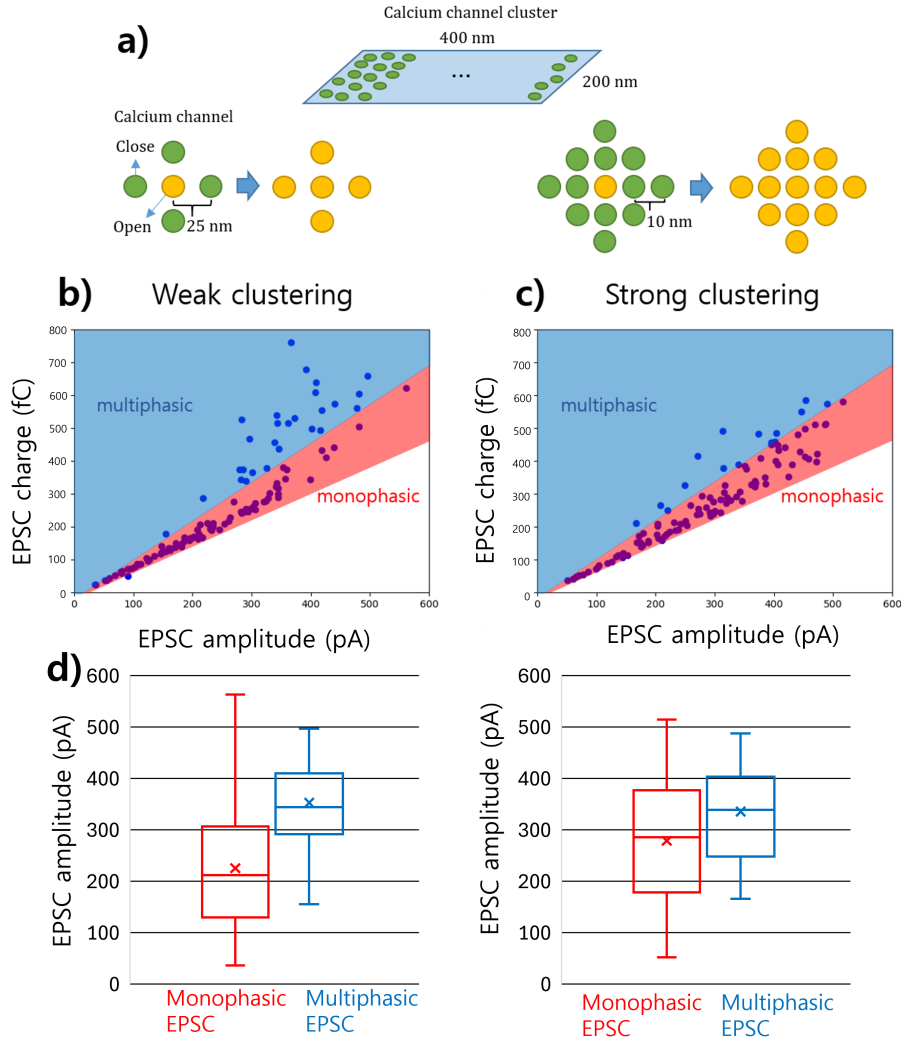 a)
Calcium channel cluster
400 nm
...
200 nm
Calcium channel
Close
Open
25 nm
10 nm
b)
Weak clustering
800
700
600
500
400
300
200
100
0
0
100
200
300
400
500
600
EPSC charge (fC)
EPSC amplitude (pA)
multiphasic
monophasic
c)
Strong clustering
800
700
600
500
400
300
200
100
0
0
100
200
300
400
500
600
EPSC charge (fC)
EPSC amplitude (pA)
multiphasic
monophasic
d)
600
500
400
300
200
100
0
EPSC amplitude (pA)
Monophasic
EPSC
Multiphasic
EPSC
600
500
400
300
200
100
0
EPSC amplitude (pA)
Monophasic
EPSC
Multiphasic
EPSC